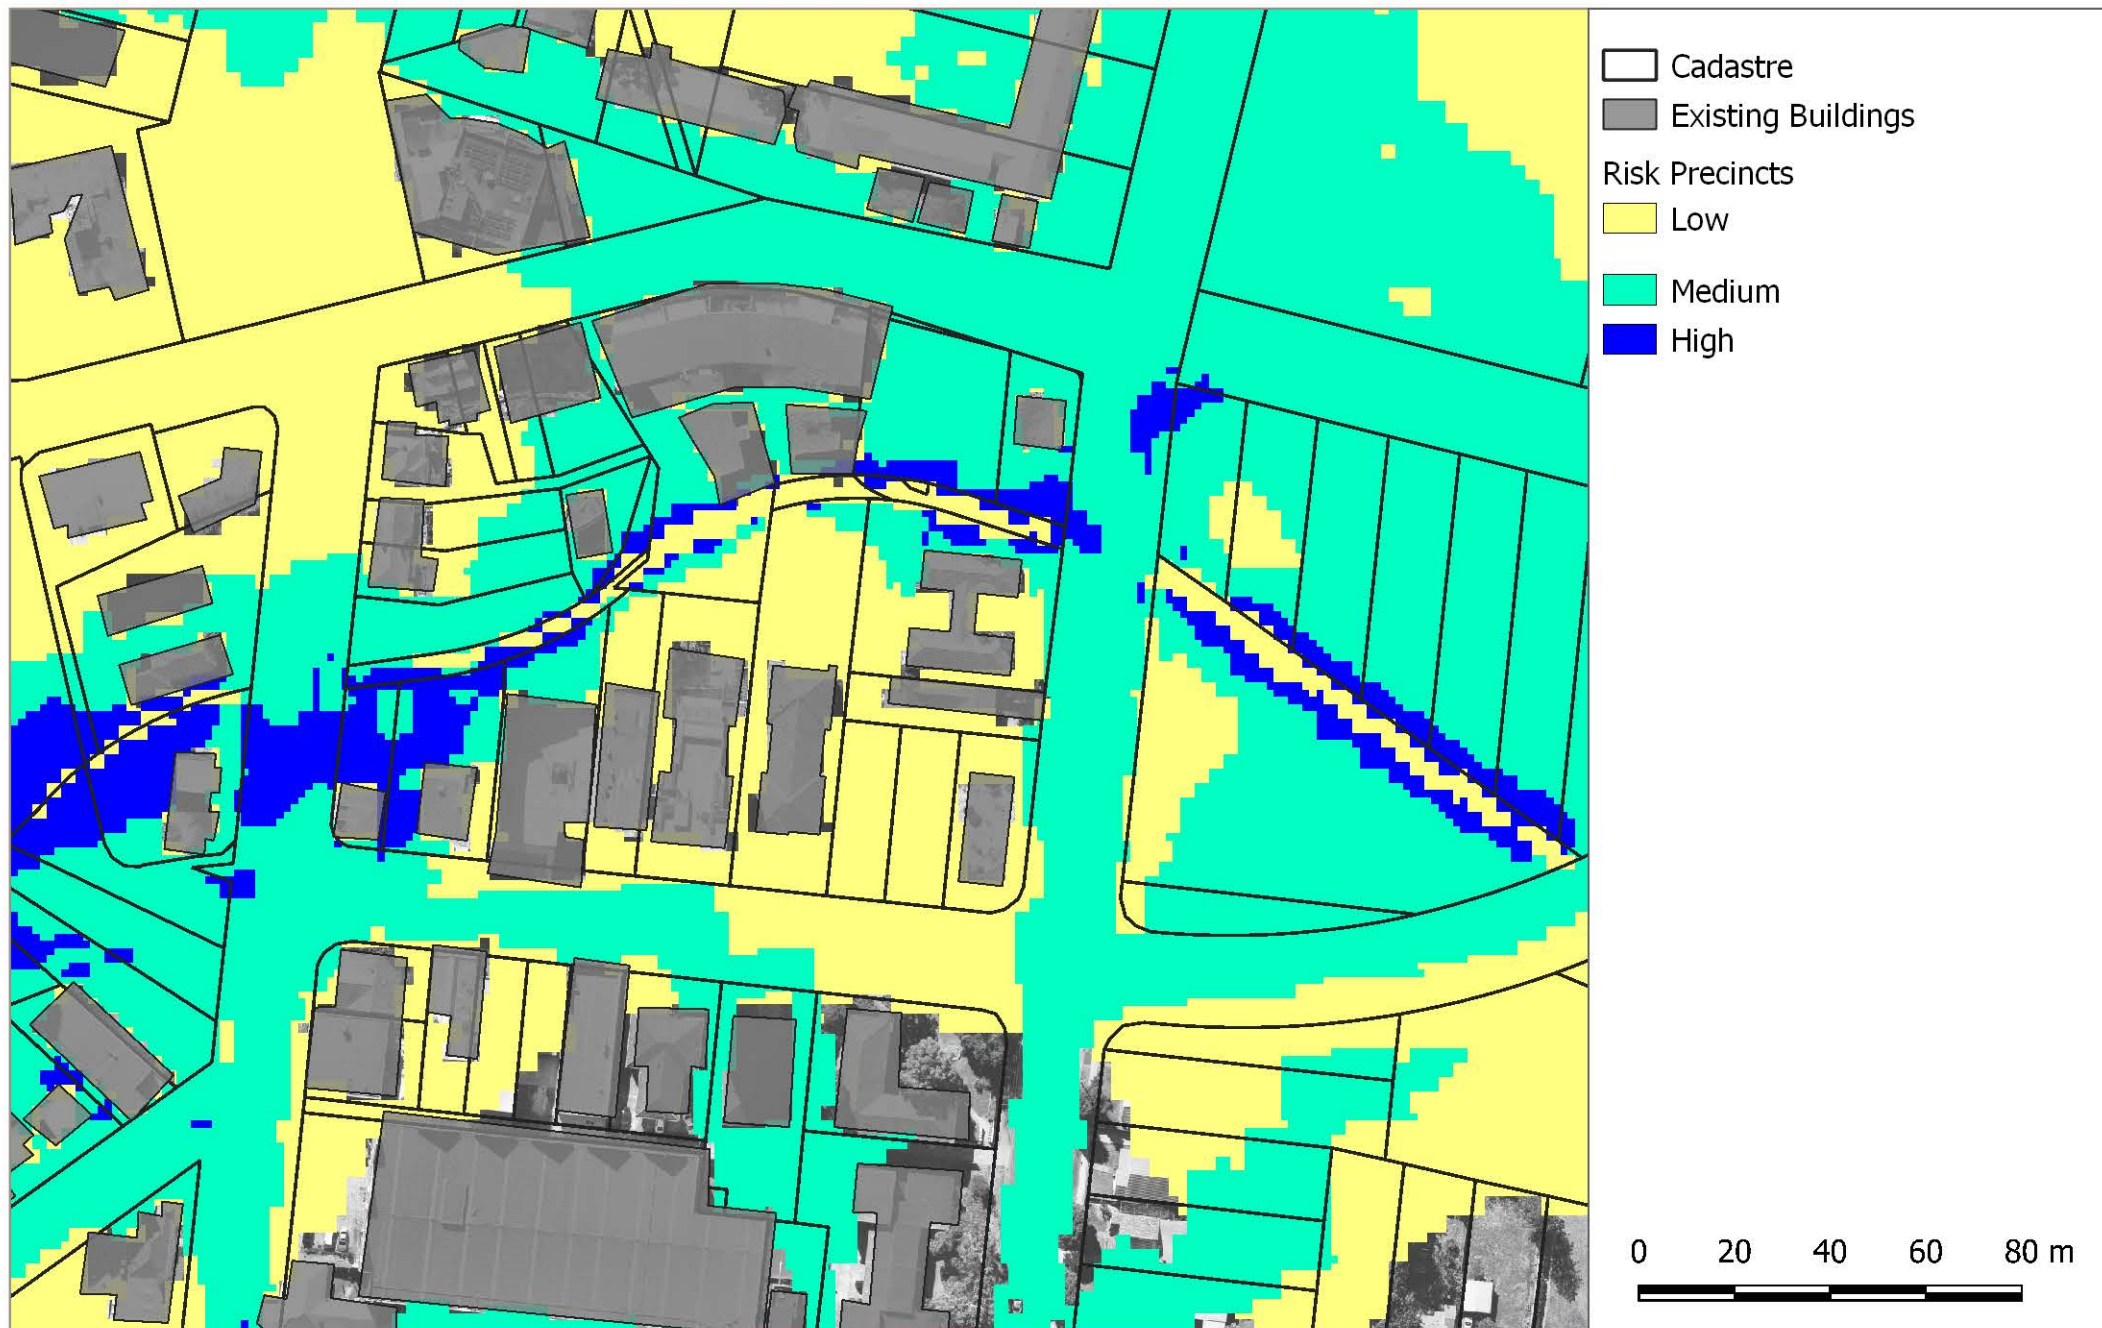 Cadastre
Existing Buildings
Risk Precincts
Low
Medium
High
0 20 40 60 80 m